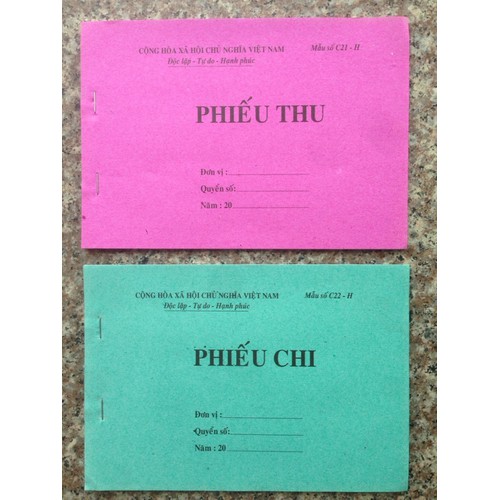 CỘNG HÒA XÃ HỘI CHỦ NGHĨA VIỆT NAM Mẫu số C21 - H
Độc lập - Tự do - Hạnh phúc
PHIẾU THU
Đơn vị :
Quyển số:
Năm : 20
CỘNG HÒA XÃ HỘI CHỦ NGHĨA VIỆT NAM Mẫu số C22 - H
Độc lập - Tự do - Hạnh phúc
PHIẾU CHI
Đơn vị :
Quyển số:
Năm : 20